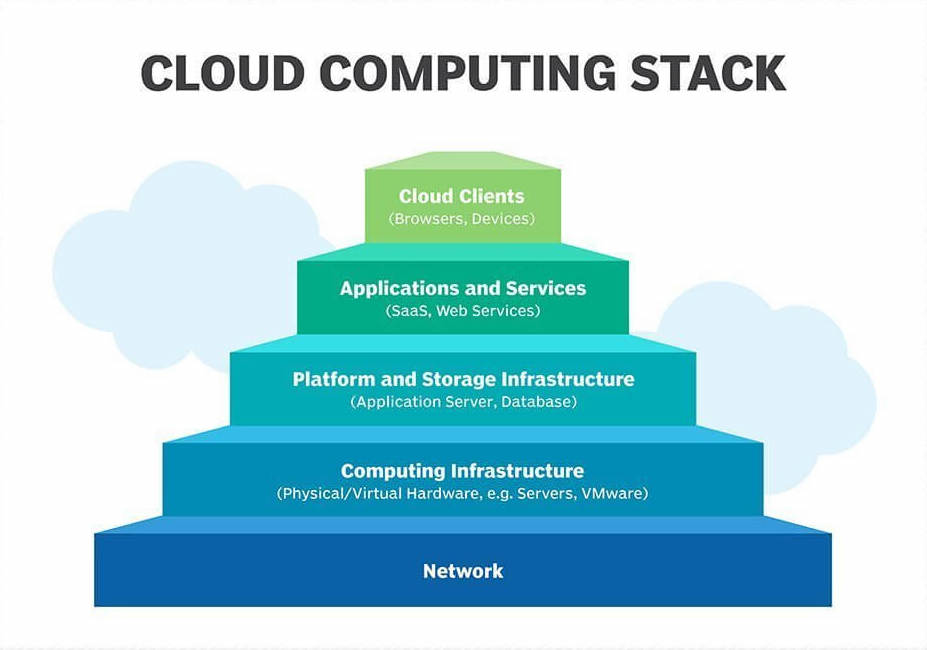 CLOUD COMPUTING STACK
Cloud Clients
(Browsers, Devices)
Applications and Services
(SaaS, Web Services)
Platform and Storage Infrastructure
(Application Server, Database)
Computing Infrastructure
(Physical/Virtual Hardware, e.g. Servers, VMware)
Network